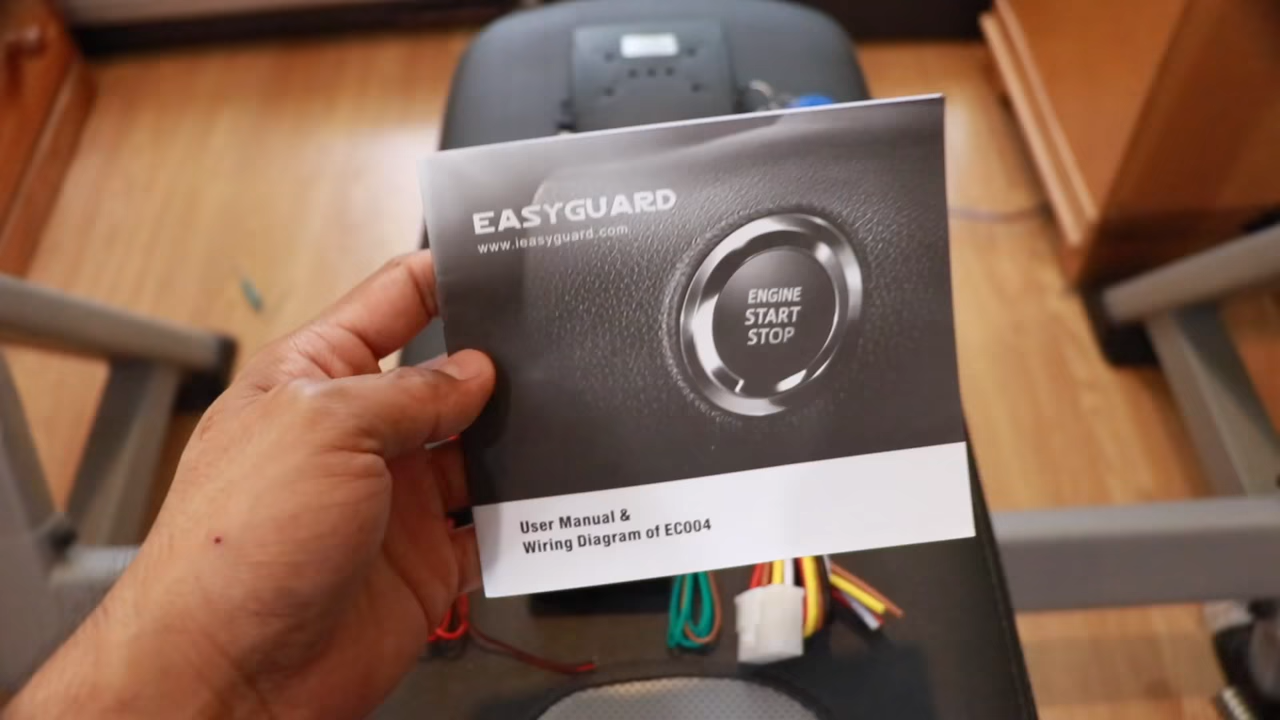 EASYGUARD
www.ieasyguard.com
ENGINE
START
STOP
User Manual &
Wiring Diagram of EC004